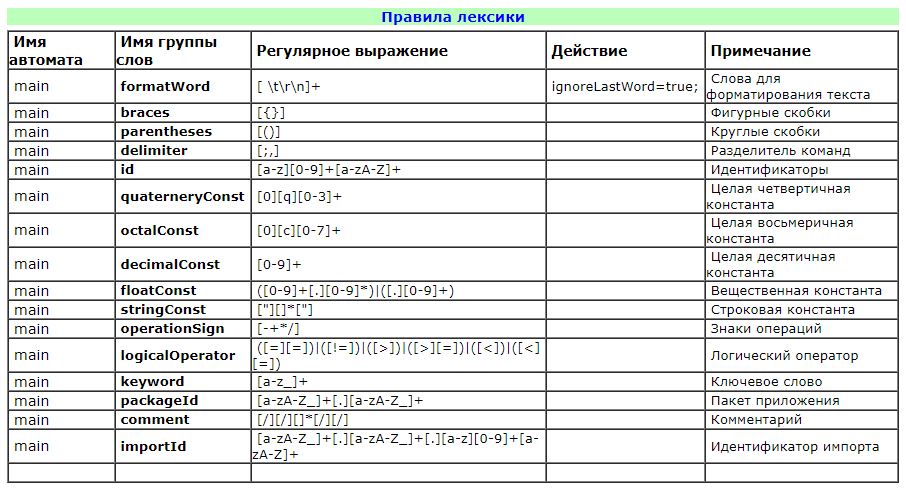 Правила лексики
Имя автомата | Имя группы слов | Регулярное выражение | Действие | Примечание
main | formatWord | [ \t\r\n]+ | ignoreLastWord=true; | Слова для форматирования текста
main | braces | [{}] | | Фигурные скобки
main | parentheses | [()] | | Круглые скобки
main | delimiter | [;,] | | Разделитель команд
main | id | [a-z][0-9]+[a-zA-Z]+ | | Идентификаторы
main | quaterneryConst | [0][q][0-3]+ | | Целая четвертичная константа
main | octalConst | [0][c][0-7]+ | | Целая восьмеричная константа
main | decimalConst | [0-9]+ | | Целая десятичная константа
main | floatConst | ([0-9]+[.][0-9]*)|([.][0-9]+) | | Вещественная константа
main | stringConst | ["][]*["] | | Строковая константа
main | operationSign | [-+*/] | | Знаки операций
main | logicalOperator | ([=][=])|([!=])|([>])|([>][=])|([<])|([<][=]) | | Логический оператор
main | keyword | [a-z_]+ | | Ключевое слово
main | packageId | [a-zA-Z_]+[.][a-zA-Z_]+ | | Пакет приложения
main | comment | [/][/][]*[/][/] | | Комментарий
main | importId | [a-zA-Z_]+[.][a-zA-Z_]+[.][a-z][0-9]+[a-zA-Z]+ | | Идентификатор импорта